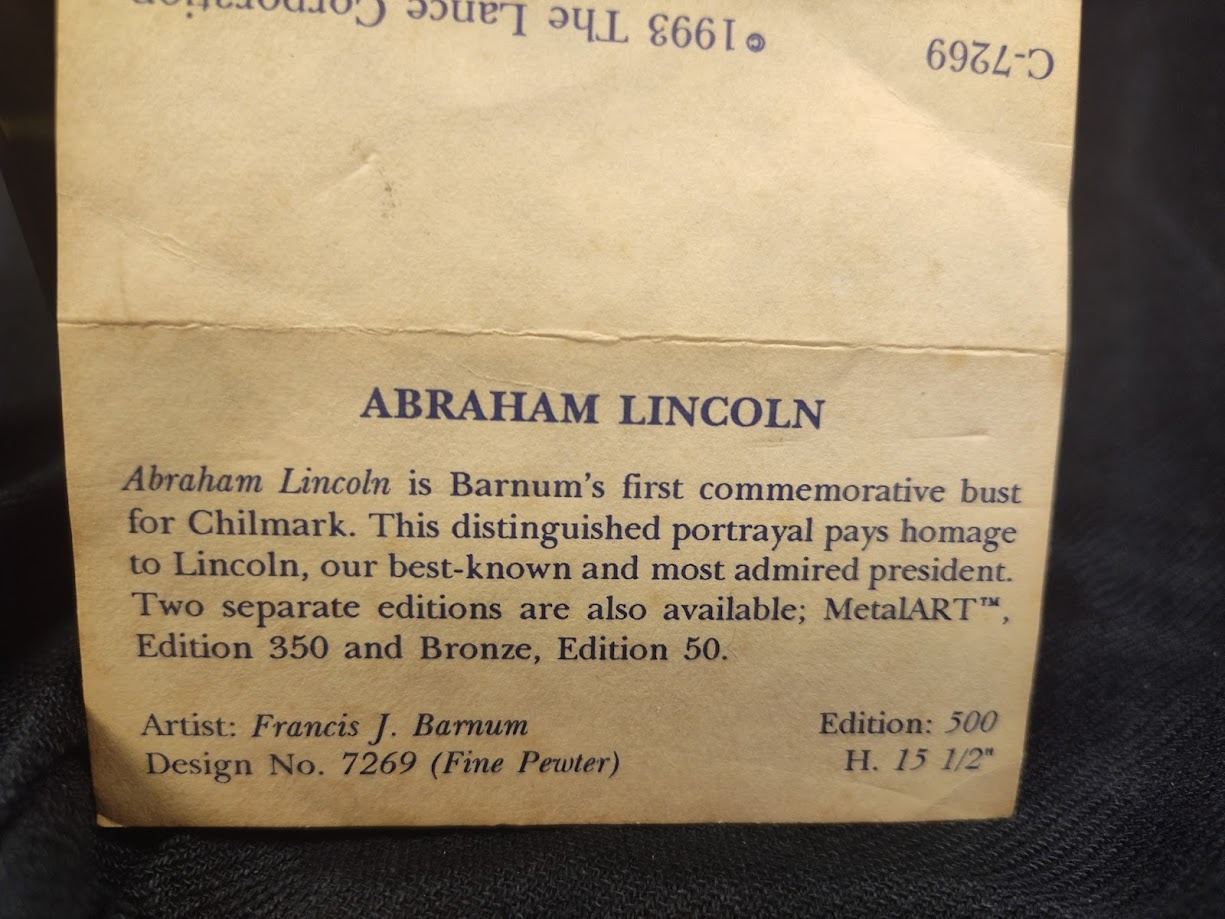 © 1993 The Lance Corporation
C-7269
ABRAHAM LINCOLN
Abraham Lincoln is Barnum's first commemorative bust
for Chilmark. This distinguished portrayal pays homage
to Lincoln, our best-known and most admired president.
Two separate editions are also available; MetalART™,
Edition 350 and Bronze, Edition 50.
Artist: Francis J. Barnum
Edition: 500
Design No. 7269 (Fine Pewter)
H. 15 1/2"